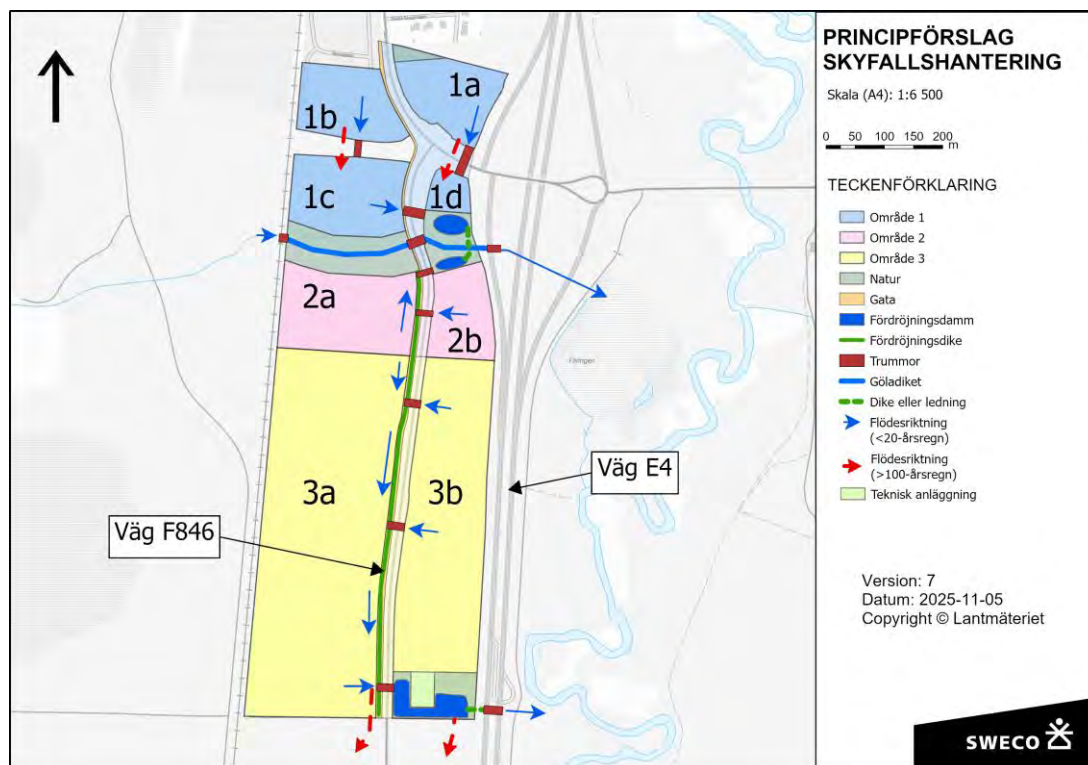 1a
1b
1c
1d
2a
2b
3a
3b
Väg E4
Väg F846
PRINCIPFÖRSLAG
SKYFALLSHANTERING
Skala (A4): 1:6 500
0 50 100 150 200
m
TECKENFÖRKLARING
Område 1
Område 2
Område 3
Natur
Gata
Fördröjningsdamm
Fördröjningsdike
Trummor
Göladiket
Dike eller ledning
Flödesriktning
(<20-årsregn)
Flödesriktning
(>100-årsregn)
Teknisk anläggning
Version: 7
Datum: 2025-11-05
Copyright © Lantmäteriet
SWECO